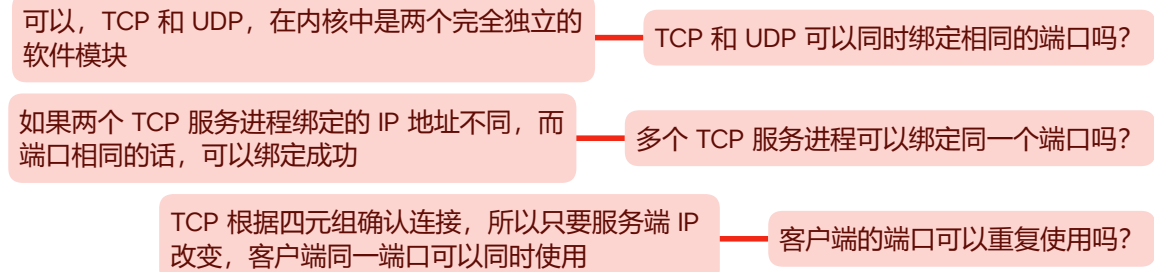 可以，TCP 和 UDP，在内核中是两个完全独立的
软件模块
TCP 和 UDP 可以同时绑定相同的端口吗？
如果两个 TCP 服务进程绑定的 IP 地址不同，而
端口相同的话，可以绑定成功
多个 TCP 服务进程可以绑定同一个端口吗？
TCP 根据四元组确认连接，所以只要服务端 IP
改变，客户端同一端口可以同时使用
客户端的端口可以重复使用吗？